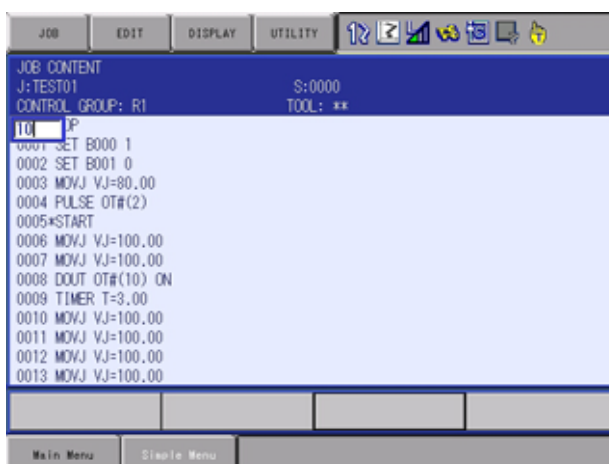 JOB EDIT DISPLAY UTILITY
JOB CONTENT
J:TEST01 S:0000
CONTROL GROUP: R1 TOOL: **
10 OP
0001 SET B000 1
0002 SET B001 0
0003 MOVJ VJ=80.00
0004 PULSE OT#(2)
0005*START
0006 MOVJ VJ=100.00
0007 MOVJ VJ=100.00
0008 DOUT OT#(10) ON
0009 TIMER T=3.00
0010 MOVJ VJ=100.00
0011 MOVJ VJ=100.00
0012 MOVJ VJ=100.00
0013 MOVJ VJ=100.00
Main Menu Simple Menu